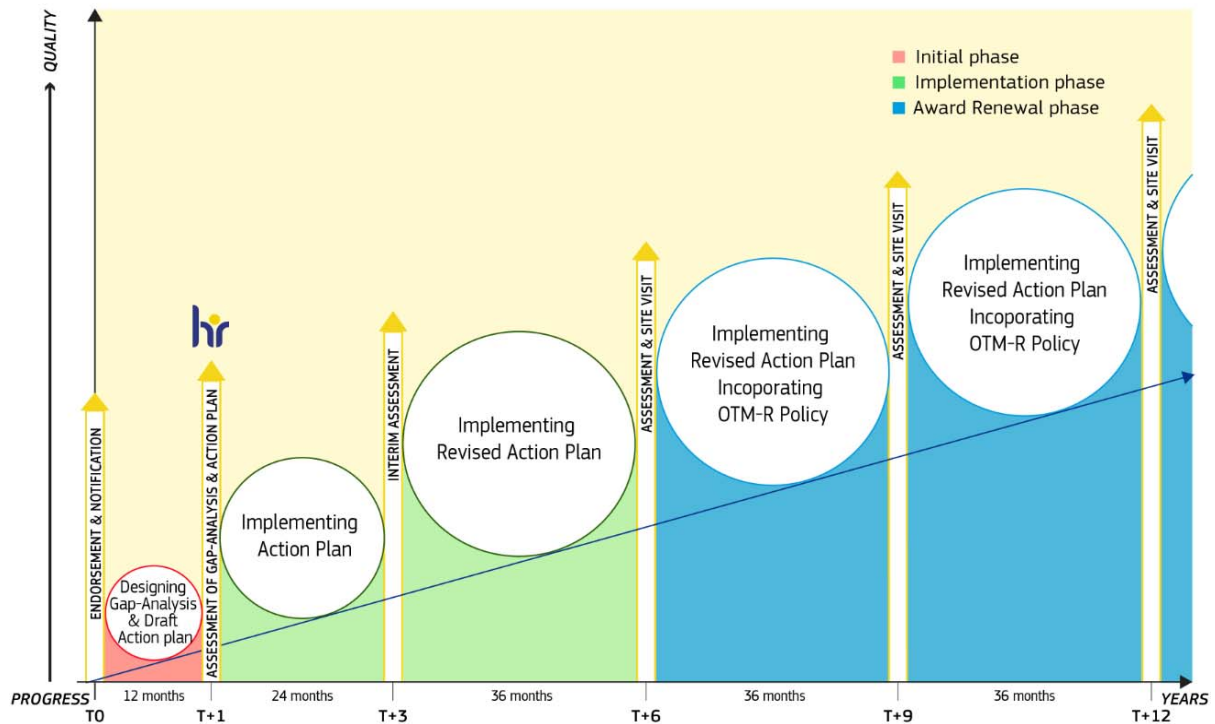 QUALITY
Initial phase
Implementation phase
Award Renewal phase
hr
ENDORSEMENT & NOTIFICATION
Designing
Gap-Analysis
& Draft
Action plan
ASSESSMENT OF GAP-ANALYSIS & ACTION PLAN
Implementing
Action Plan
INTERIM ASSESSMENT
Implementing
Revised Action Plan
ASSESSMENT & SITE VISIT
Implementing
Revised Action Plan
Incoporating
OTM-R Policy
ASSESSMENT & SITE VISIT
Implementing
Revised Action Plan
Incoporating
OTM-R Policy
ASSESSMENT & SITE VISIT
PROGRESS 12 months 24 months 36 months 36 months 36 months YEARS
T0 T+1 T+3 T+6 T+9 T+12